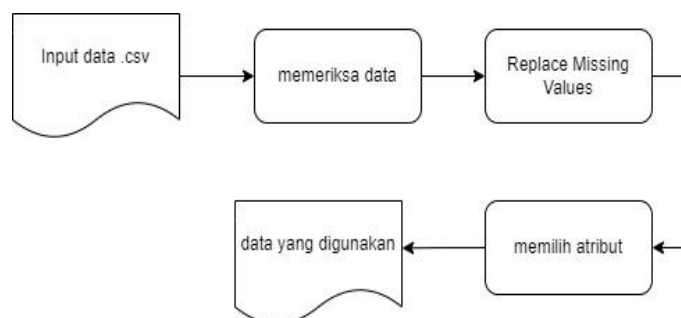 Input data .csv
memeriksa data
Replace Missing
Values
memilih atribut
data yang digunakan